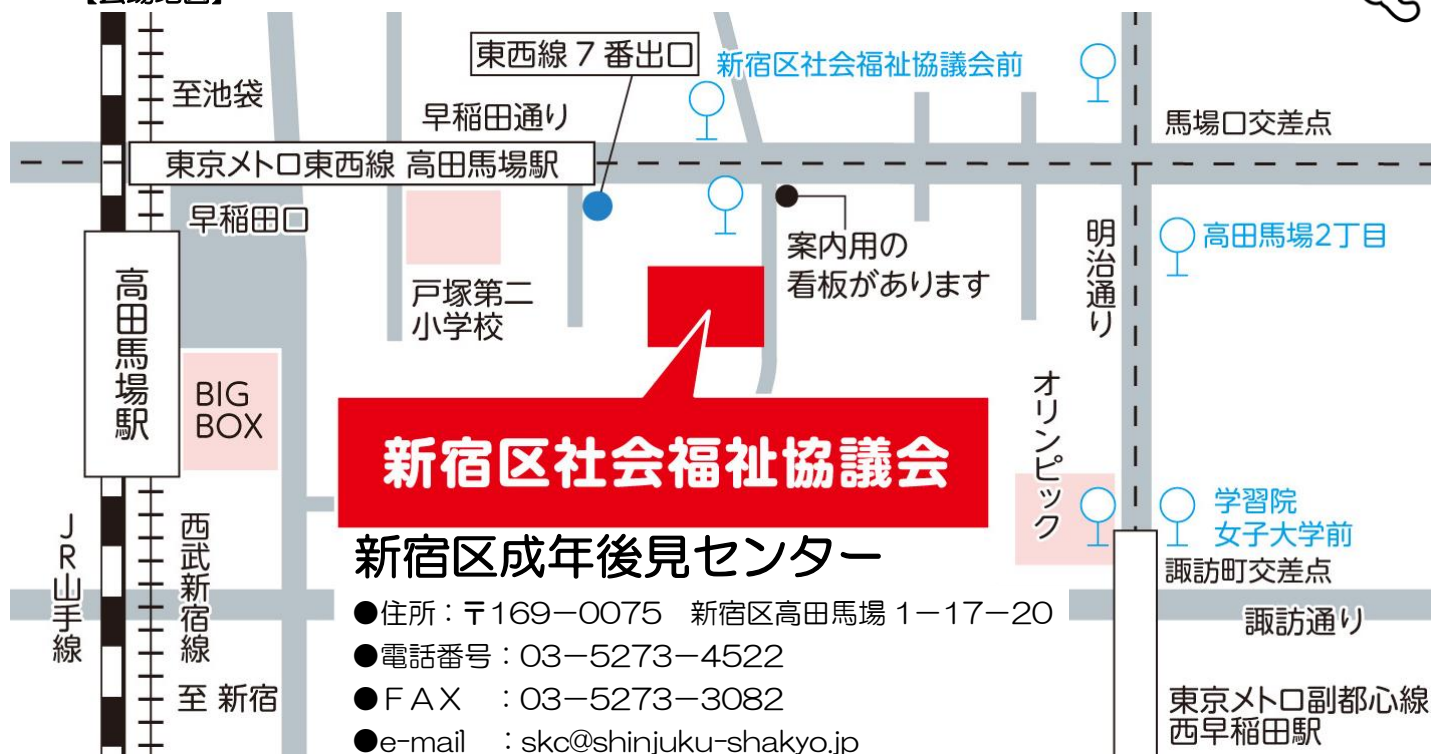 【会場地図】
東西線７番出口
新宿区社会福祉協議会前
至池袋
早稲田通り
馬場口交差点
東京メトロ東西線 高田馬場駅
早稲田口
案内用の
看板があります
明治通り
高田馬場2丁目
戸塚第二
小学校
高田馬場駅
BIG
BOX
オリンピック
新宿区社会福祉協議会
学習院
女子大学前
JR山手線
西武新宿線
新宿区成年後見センター
諏訪町交差点
●住所：〒169－0075　新宿区高田馬場１－17－20
諏訪通り
●電話番号：03－5273－4522
至 新宿
●ＦＡＸ　：03－5273－3082
東京メトロ副都心線
西早稲田駅
●e-mail　：skc@shinjuku-shakyo.jp